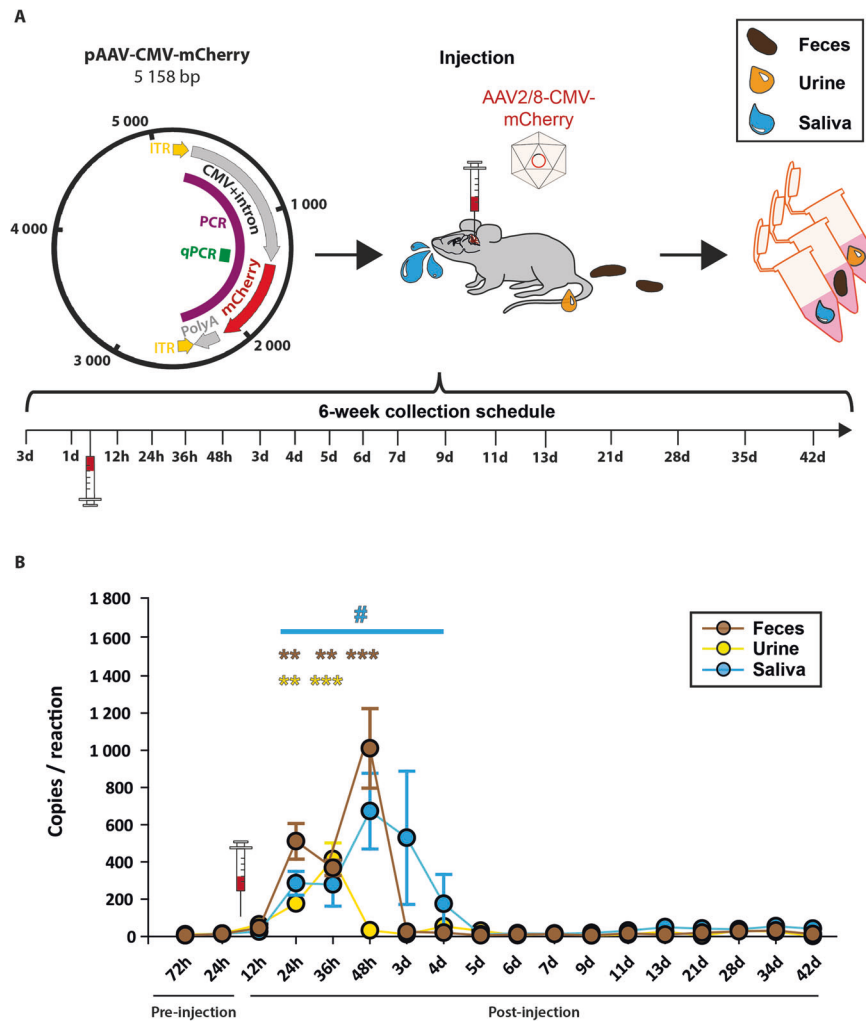 A
pAAV-CMV-mCherry
5 158 bp
5 000
ITR
CMV+intron
1 000
PCR
4 000
qPCR
mCherry
PolyA
ITR
2 000
3 000
Injection
AAV2/8-CMV-
mCherry
Feces
Urine
Saliva
6-week collection schedule
3d 1d 12h 24h 36h 48h 3d 4d 5d 6d 7d 9d 11d 13d 21d 28d 35d 42d
B
1 800
1 600
1 400
1 200
1 000
800
600
400
200
0
Copies / reaction
#
** ** ***
** ***
Feces
Urine
Saliva
72h 24h 12h 24h 36h 48h 3d 4d 5d 6d 7d 9d 11d 13d 21d 28d 34d 42d
Pre-injection Post-injection